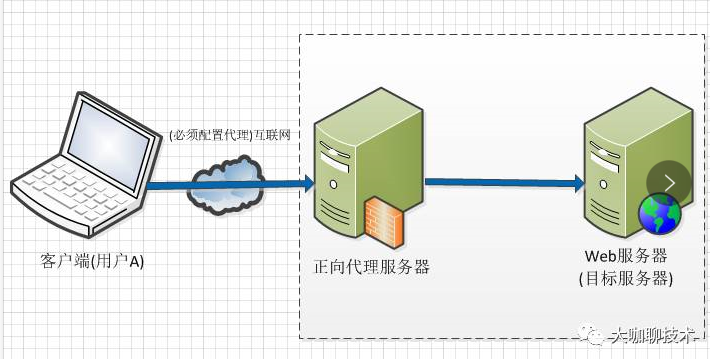 (必须配置代理)互联网
客户端(用户A)
正向代理服务器
Web服务器
(目标服务器)
大咖聊技术